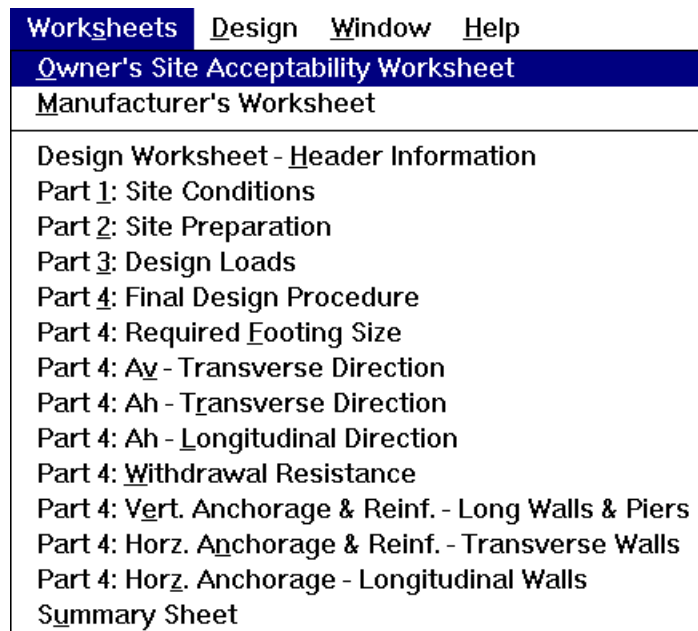 Worksheets Design Window Help
Owner's Site Acceptability Worksheet
Manufacturer's Worksheet
Design Worksheet - Header Information
Part 1: Site Conditions
Part 2: Site Preparation
Part 3: Design Loads
Part 4: Final Design Procedure
Part 4: Required Footing Size
Part 4: Av - Transverse Direction
Part 4: Ah - Transverse Direction
Part 4: Ah - Longitudinal Direction
Part 4: Withdrawal Resistance
Part 4: Vert. Anchorage & Reinf. - Long Walls & Piers
Part 4: Horz. Anchorage & Reinf. - Transverse Walls
Part 4: Horz. Anchorage - Longitudinal Walls
Summary Sheet